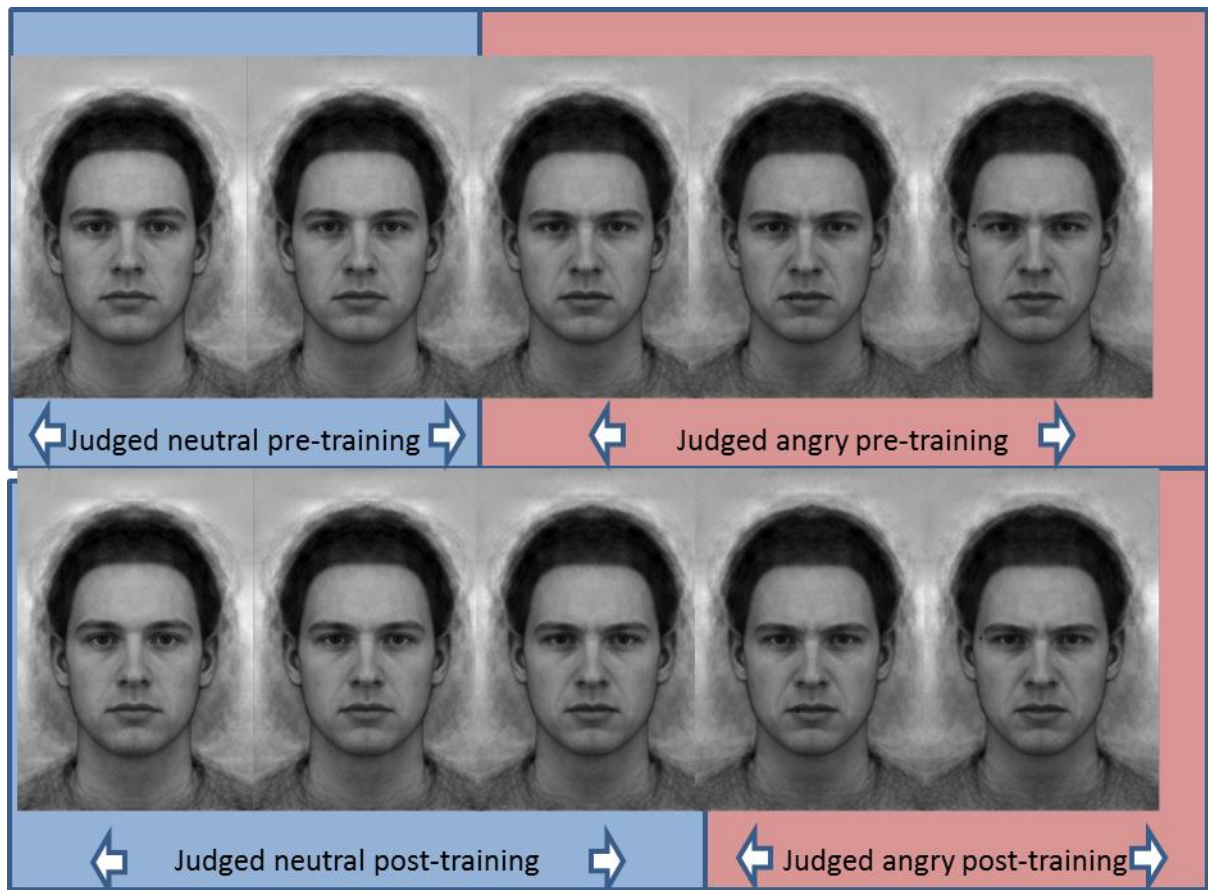 Judged neutral pre-training
Judged angry pre-training
Judged neutral post-training
Judged angry post-training